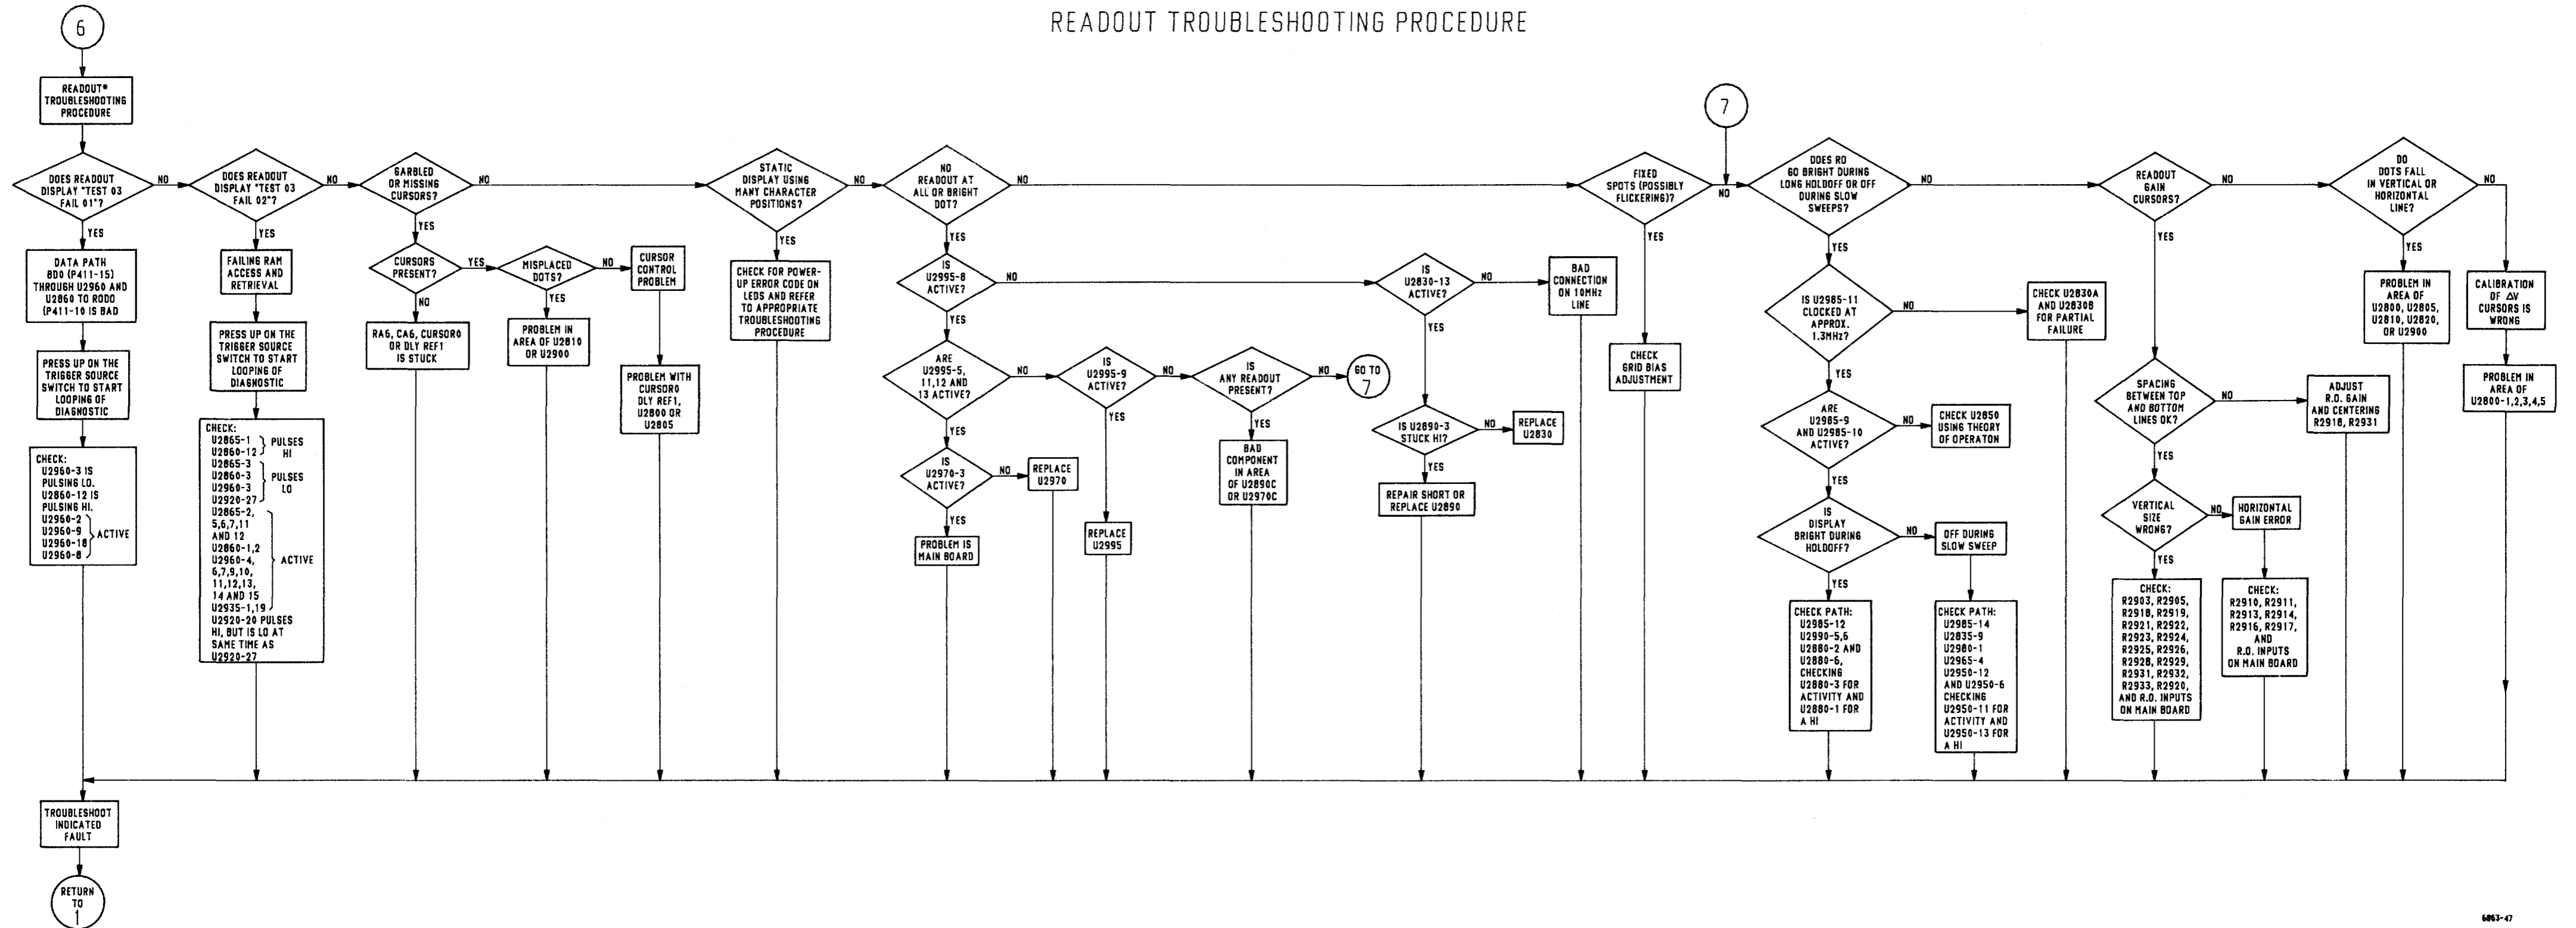 READOUT TROUBLESHOOTING PROCEDURE
6
READOUT*
TROUBLESHOOTING
PROCEDURE
DOES READOUT
DISPLAY "TEST 03
FAIL 01"?
NO
YES
DATA PATH
BDO (P411-15)
THROUGH U2960 AND
U2860 TO RODO
(P411-10 IS BAD
PRESS UP ON THE
TRIGGER SOURCE
SWITCH TO START
LOOPING OF
DIAGNOSTIC
CHECK:
U2960-3 IS
PULSING LO.
U2860-12 IS
PULSING HI.
U2960-2
U2960-9
U2960-18
U2960-8
ACTIVE
TROUBLESHOOT
INDICATED
FAULT
RETURN
TO
1
DOES READOUT
DISPLAY "TEST 03
FAIL 02"?
NO
YES
FAILING RAM
ACCESS AND
RETRIEVAL
PRESS UP ON THE
TRIGGER SOURCE
SWITCH TO START
LOOPING OF
DIAGNOSTIC
CHECK:
U2865-1
U2860-12
PULSES
HI
U2865-3
U2860-3
U2960-3
U2920-27
PULSES
LO
U2865-2,
5,6,7,11
AND 12
U2860-1,2
U2960-4,
6,7,9,10,
11,12,13,
14 AND 15
U2935-1,19
ACTIVE
U2920-20 PULSES
HI, BUT IS LO AT
SAME TIME AS
U2920-27
GARBLED
OR MISSING
CURSORS?
NO
YES
CURSORS
PRESENT?
YES
NO
RA6, CA6, CURSOR0
OR DLY REF1
IS STUCK
MISPLACED
DOTS?
NO
YES
PROBLEM IN
AREA OF U2810
OR U2900
CURSOR
CONTROL
PROBLEM
PROBLEM WITH
CURSOR0
DLY REF1,
U2800 OR
U2805
STATIC
DISPLAY USING
MANY CHARACTER
POSITIONS?
NO
YES
CHECK FOR POWER-
UP ERROR CODE ON
LEDS AND REFER
TO APPROPRIATE
TROUBLESHOOTING
PROCEDURE
NO
READOUT AT
ALL OR BRIGHT
DOT?
NO
YES
IS
U2995-8
ACTIVE?
NO
YES
ARE
U2995-5,
11,12 AND
13 ACTIVE?
NO
YES
IS
U2970-3
ACTIVE?
NO
YES
PROBLEM IS
MAIN BOARD
REPLACE
U2970
IS
U2995-9
ACTIVE?
NO
YES
REPLACE
U2995
IS
ANY READOUT
PRESENT?
NO
YES
BAD
COMPONENT
IN AREA
OF U2890C
OR U2970C
GO TO
7
IS
U2830-13
ACTIVE?
NO
YES
IS U2890-3
STUCK HI?
NO
YES
REPAIR SHORT OR
REPLACE U2890
REPLACE
U2830
BAD
CONNECTION
ON 10MHz
LINE
FIXED
SPOTS (POSSIBLY
FLICKERING)?
NO
YES
CHECK
GRID BIAS
ADJUSTMENT
7
DOES RO
GO BRIGHT DURING
LONG HOLDOFF OR OFF
DURING SLOW
SWEEPS?
NO
YES
IS U2985-11
CLOCKED AT
APPROX.
1.3MHz?
NO
YES
CHECK U2830A
AND U2830B
FOR PARTIAL
FAILURE
ARE
U2985-9
AND U2985-10
ACTIVE?
NO
YES
CHECK U2850
USING THEORY
OF OPERATON
IS
DISPLAY
BRIGHT DURING
HOLDOFF?
NO
YES
OFF DURING
SLOW SWEEP
CHECK PATH:
U2985-12
U2990-5,6
U2880-2 AND
U2880-6,
CHECKING
U2880-3 FOR
ACTIVITY AND
U2880-1 FOR
A HI
CHECK PATH:
U2985-14
U2835-9
U2980-1
U2965-4
U2950-12
AND U2950-6
CHECKING
U2950-11 FOR
ACTIVITY AND
U2950-13 FOR
A HI
READOUT
GAIN
CURSORS?
NO
YES
SPACING
BETWEEN TOP
AND BOTTOM
LINES OK?
NO
YES
ADJUST
R.O. GAIN
AND CENTERING
R2918, R2931
VERTICAL
SIZE
WRONG?
NO
YES
HORIZONTAL
GAIN ERROR
CHECK:
R2903, R2905,
R2918, R2919,
R2921, R2922,
R2923, R2924,
R2925, R2926,
R2928, R2929,
R2931, R2932,
R2933, R2920,
AND R.O. INPUTS
ON MAIN BOARD
CHECK:
R2910, R2911,
R2913, R2914,
R2916, R2917,
AND
R.O. INPUTS
ON MAIN BOARD
DO
DOTS FALL
IN VERTICAL OR
HORIZONTAL
LINE?
NO
YES
PROBLEM IN
AREA OF
U2800, U2805,
U2810, U2820,
OR U2900
CALIBRATION
OF ΔV
CURSORS IS
WRONG
PROBLEM IN
AREA OF
U2800-1,2,3,4,5
6863-47